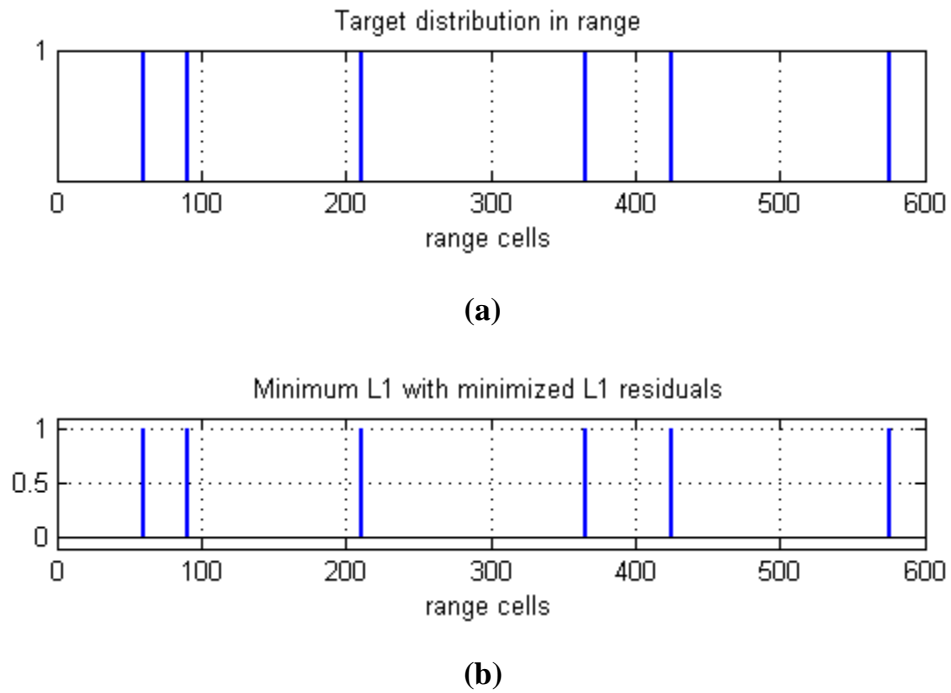 Target distribution in range
1
0 100 200 300 400 500 600
range cells
(a)
Minimum L1 with minimized L1 residuals
1
0.5
0
0 100 200 300 400 500 600
range cells
(b)